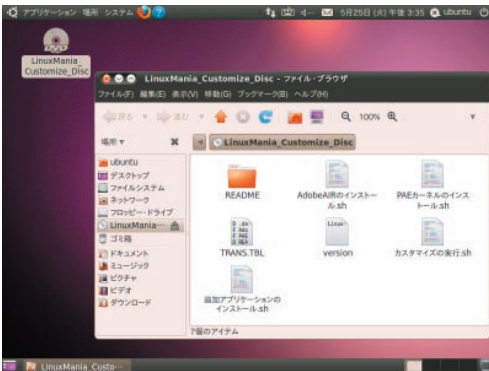 アプリケーション 場所 システム
5月25日 (火) 午後 3:35 ubuntu
LinuxMania_
Customize_Disc
LinuxMania_Customize_Disc - ファイル・ブラウザ
ファイル(F) 編集(E) 表示(V) 移動(G) ブックマーク(B) ヘルプ(H)
戻る 進む 100%
場所 LinuxMania_Customize_Disc
ubuntu
デスクトップ
ファイルシステム
ネットワーク
フロッピー・ドライブ
LinuxMania…
ゴミ箱
ドキュメント
ミュージック
ピクチャ
ビデオ
ダウンロード
README
AdobeAIRのインストー
ル.sh
PAEカーネルのインス
トール.sh
TRANS.TBL
version
カスタマイズの実行.sh
追加アプリケーションの
インストール.sh
7個のアイテム
LinuxMania_Custo…